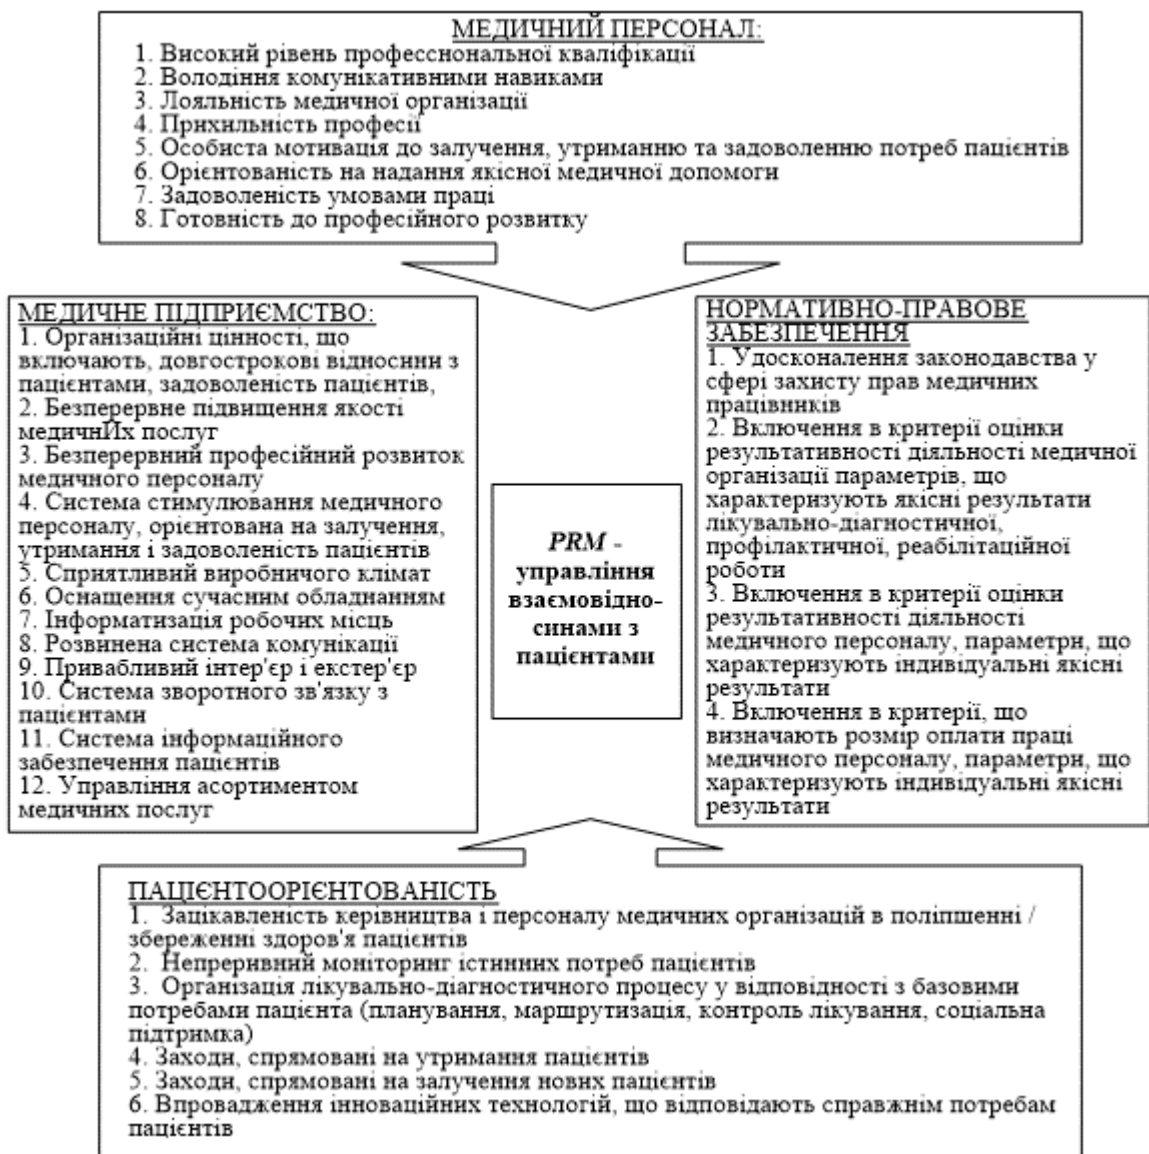 МЕДИЧНИЙ ПЕРСОНАЛ:
1. Високий рівень професснональної кваліфікації
2. Володіння комунікативними навиками
3. Лояльність медичної організації
4. Прихильність професії
5. Особиста мотивація до залучення, утриманню та задоволенню потреб пацієнтів
6. Орієнтованість на надання якісної медичної допомоги
7. Задоволеність умовами праці
8. Готовність до професійного розвитку
МЕДИЧНЕ ПІДПРИЄМСТВО:
1. Організаційні цінності, що
включають, довгострокові відносини з
пацієнтами, задоволеність пацієнтів,
2. Безперервне підвищення якості
медичнИх послуг
3. Безперервний професійний розвиток
медичного персоналу
4. Система стимулювання медичного
персоналу, орієнтована на залучення,
утримання і задоволеність пацієнтів
5. Сприятливий виробничого клімат
6. Оснащення сучасним обладнанням
7. Інформатизація робочих місць
8. Розвинена система комунікації
9. Привабливий інтер'єр і екстер'єр
10. Система зворотного зв'язку з
пацієнтами
11. Система інформаційного
забезпечення пацієнтів
12. Управління асортиментом
медичних послуг
PRM -
управління
взаємовідно-
синами з
пацієнтами
НОРМАТИВНО-ПРАВОВЕ
ЗАБЕЗПЕЧЕННЯ
1. Удосконалення законодавства у
сфері захисту прав медичних
працівників
2. Включення в критерії оцінки
результативності діяльності медичної
організації параметрів, що
характеризують якісні результати
лікувально-діагностичної,
профілактичної, реабілітаційної
роботи
3. Включення в критерії оцінки
результативності діяльності
медичного персоналу, параметри, що
характеризують індивідуальні якісні
результати
4. Включення в критерії, що
визначають розмір оплати праці
медичного персоналу, параметри, що
характеризують індивідуальні якісні
результати
ПАЦІЄНТООРІЄНТОВАНІСТЬ
1. Зацікавленість керівництва і персоналу медичних організацій в поліпшенні /
збереженні здоров'я пацієнтів
2. Непреривний моніторинг істинних потреб пацієнтів
3. Організація лікувально-діагностичного процесу у відповідності з базовими
потребами пацієнта (планування, маршрутизація, контроль лікування, соціальна
підтримка)
4. Заходи, спрямовані на утримання пацієнтів
5. Заходи, спрямовані на залучення нових пацієнтів
6. Впровадження інноваційних технологій, що відповідають справжнім потребам
пацієнтів